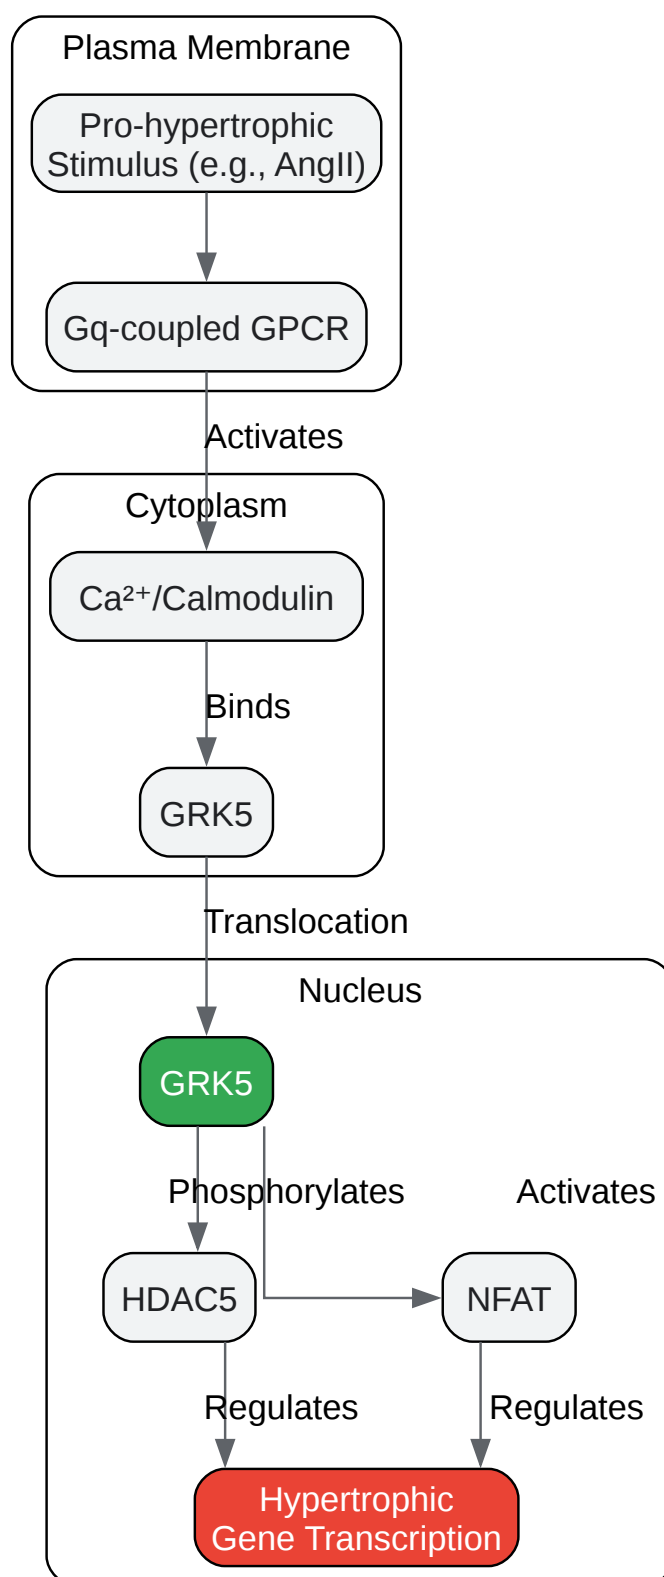 Plasma Membrane
Pro-hypertrophic
Stimulus (e.g., AngII)
Gq-coupled GPCR
Activates
Cytoplasm
Ca²⁺/Calmodulin
Binds
GRK5
Translocation
Nucleus
GRK5
Phosphorylates
Activates
HDAC5
NFAT
Regulates
Regulates
Hypertrophic
Gene Transcription